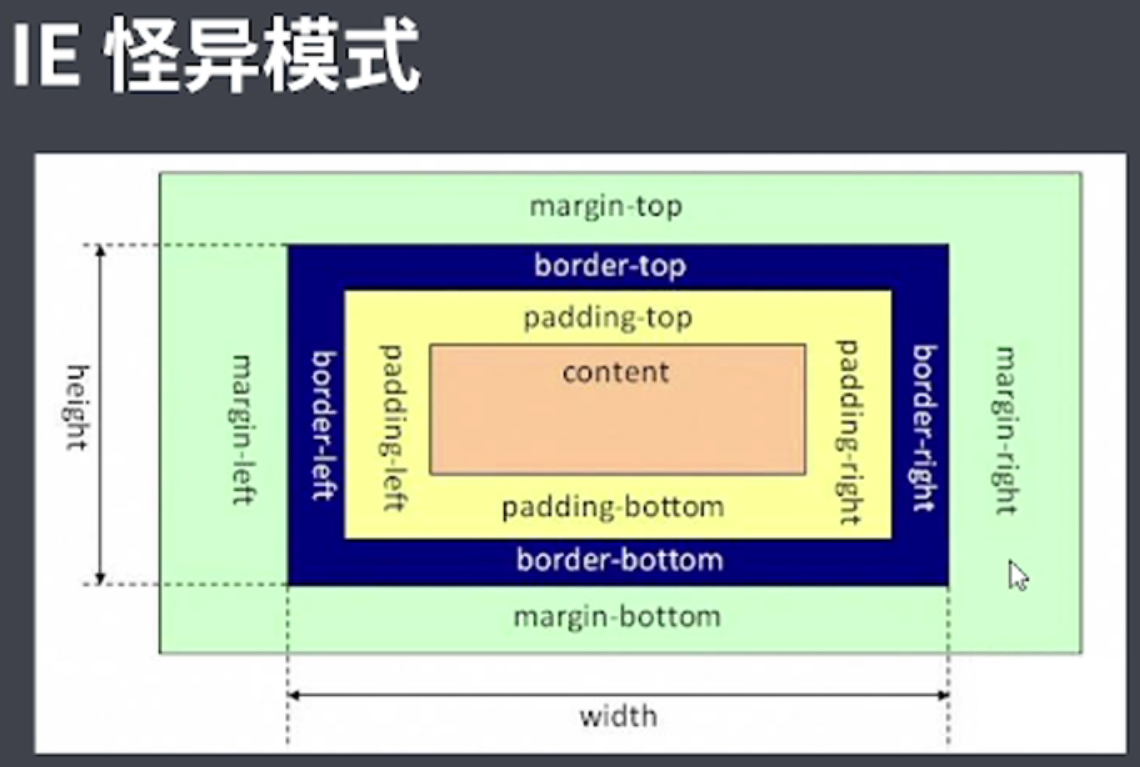 IE 怪异模式
margin-top
border-top
padding-top
content
height
margin-left
border-left
padding-left
padding-right
border-right
margin-right
padding-bottom
border-bottom
margin-bottom
width